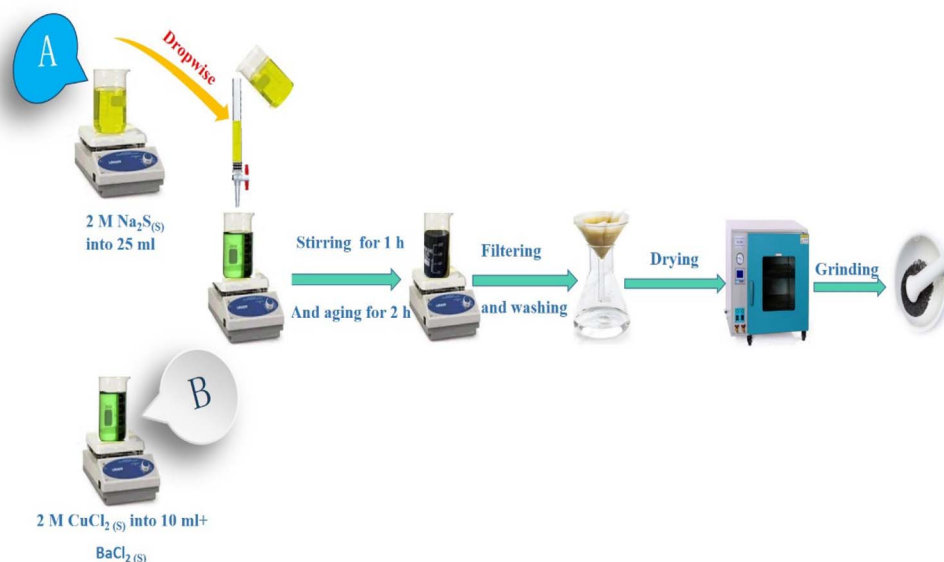 A
Dropwise
2 M Na₂S₍S₎
into 25 ml
Stirring for 1 h
And aging for 2 h
Filtering
and washing
Drying
Grinding
B
2 M CuCl₂ ₍S₎ into 10 ml+
BaCl₂ ₍S₎